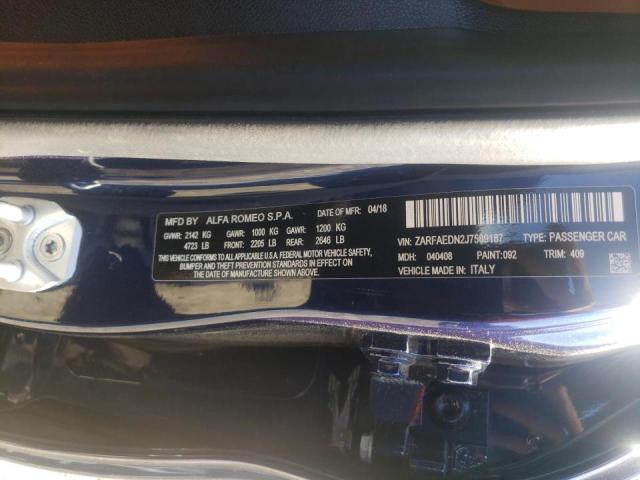 MFD BY ALFA ROMEO S.P.A. DATE OF MFR: 04/18
GVWR: 2142 KG GAWR: 1000 KG GAWR: 1200 KG
4723 LB FRONT: 2205 LB REAR: 2646 LB
THIS VEHICLE CONFORMS TO ALL APPLICABLE U.S.A. FEDERAL MOTOR VEHICLE SAFETY,
BUMPER AND THEFT PREVENTION STANDARDS IN EFFECT ON
THE DATE OF MANUFACTURE SHOWN ABOVE
VIN: ZARFAEDN2J7589187 TYPE: PASSENGER CAR
MDH: 040408 PAINT:092 TRIM: 409
VEHICLE MADE IN: ITALY